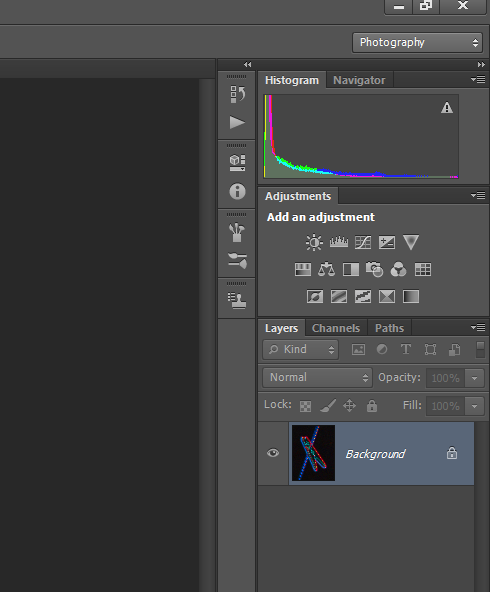 Photography
Histogram Navigator
Adjustments
Add an adjustment
Layers Channels Paths
Kind
Normal Opacity: 100%
Lock: Fill: 100%
Background